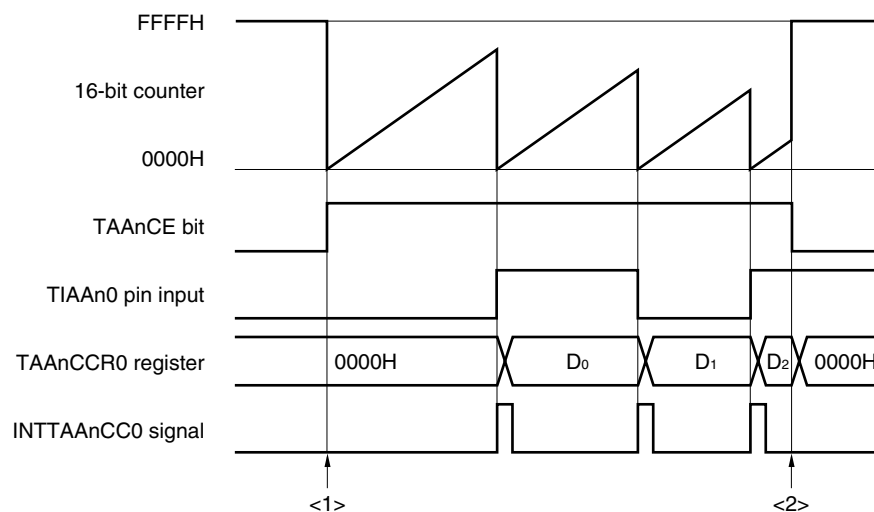 FFFFH
16-bit counter
0000H
TAAnCE bit
TIAAn0 pin input
TAAnCCR0 register 0000H D0 D1 D2 0000H
INTTAAnCC0 signal
<1> <2>